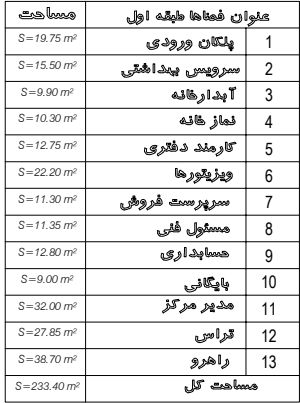 عنوان فضاها طبقه اول مساحت
1 پلکان ورودی S=19.75 m²
2 سرویس بهداشتی S=15.50 m²
3 آبدارخانه S=9.90 m²
4 نماز خانه S=10.30 m²
5 کارمند دفتری S=12.75 m²
6 ویزیتورها S=22.20 m²
7 سرپرست فروش S=11.30 m²
8 مسئول فنی S=11.35 m²
9 حسابداری S=12.80 m²
10 بایگانی S=9.00 m²
11 مدیر مرکز S=32.00 m²
12 تراس S=27.85 m²
13 راهرو S=38.70 m²
مساحت کل S=233.40 m²